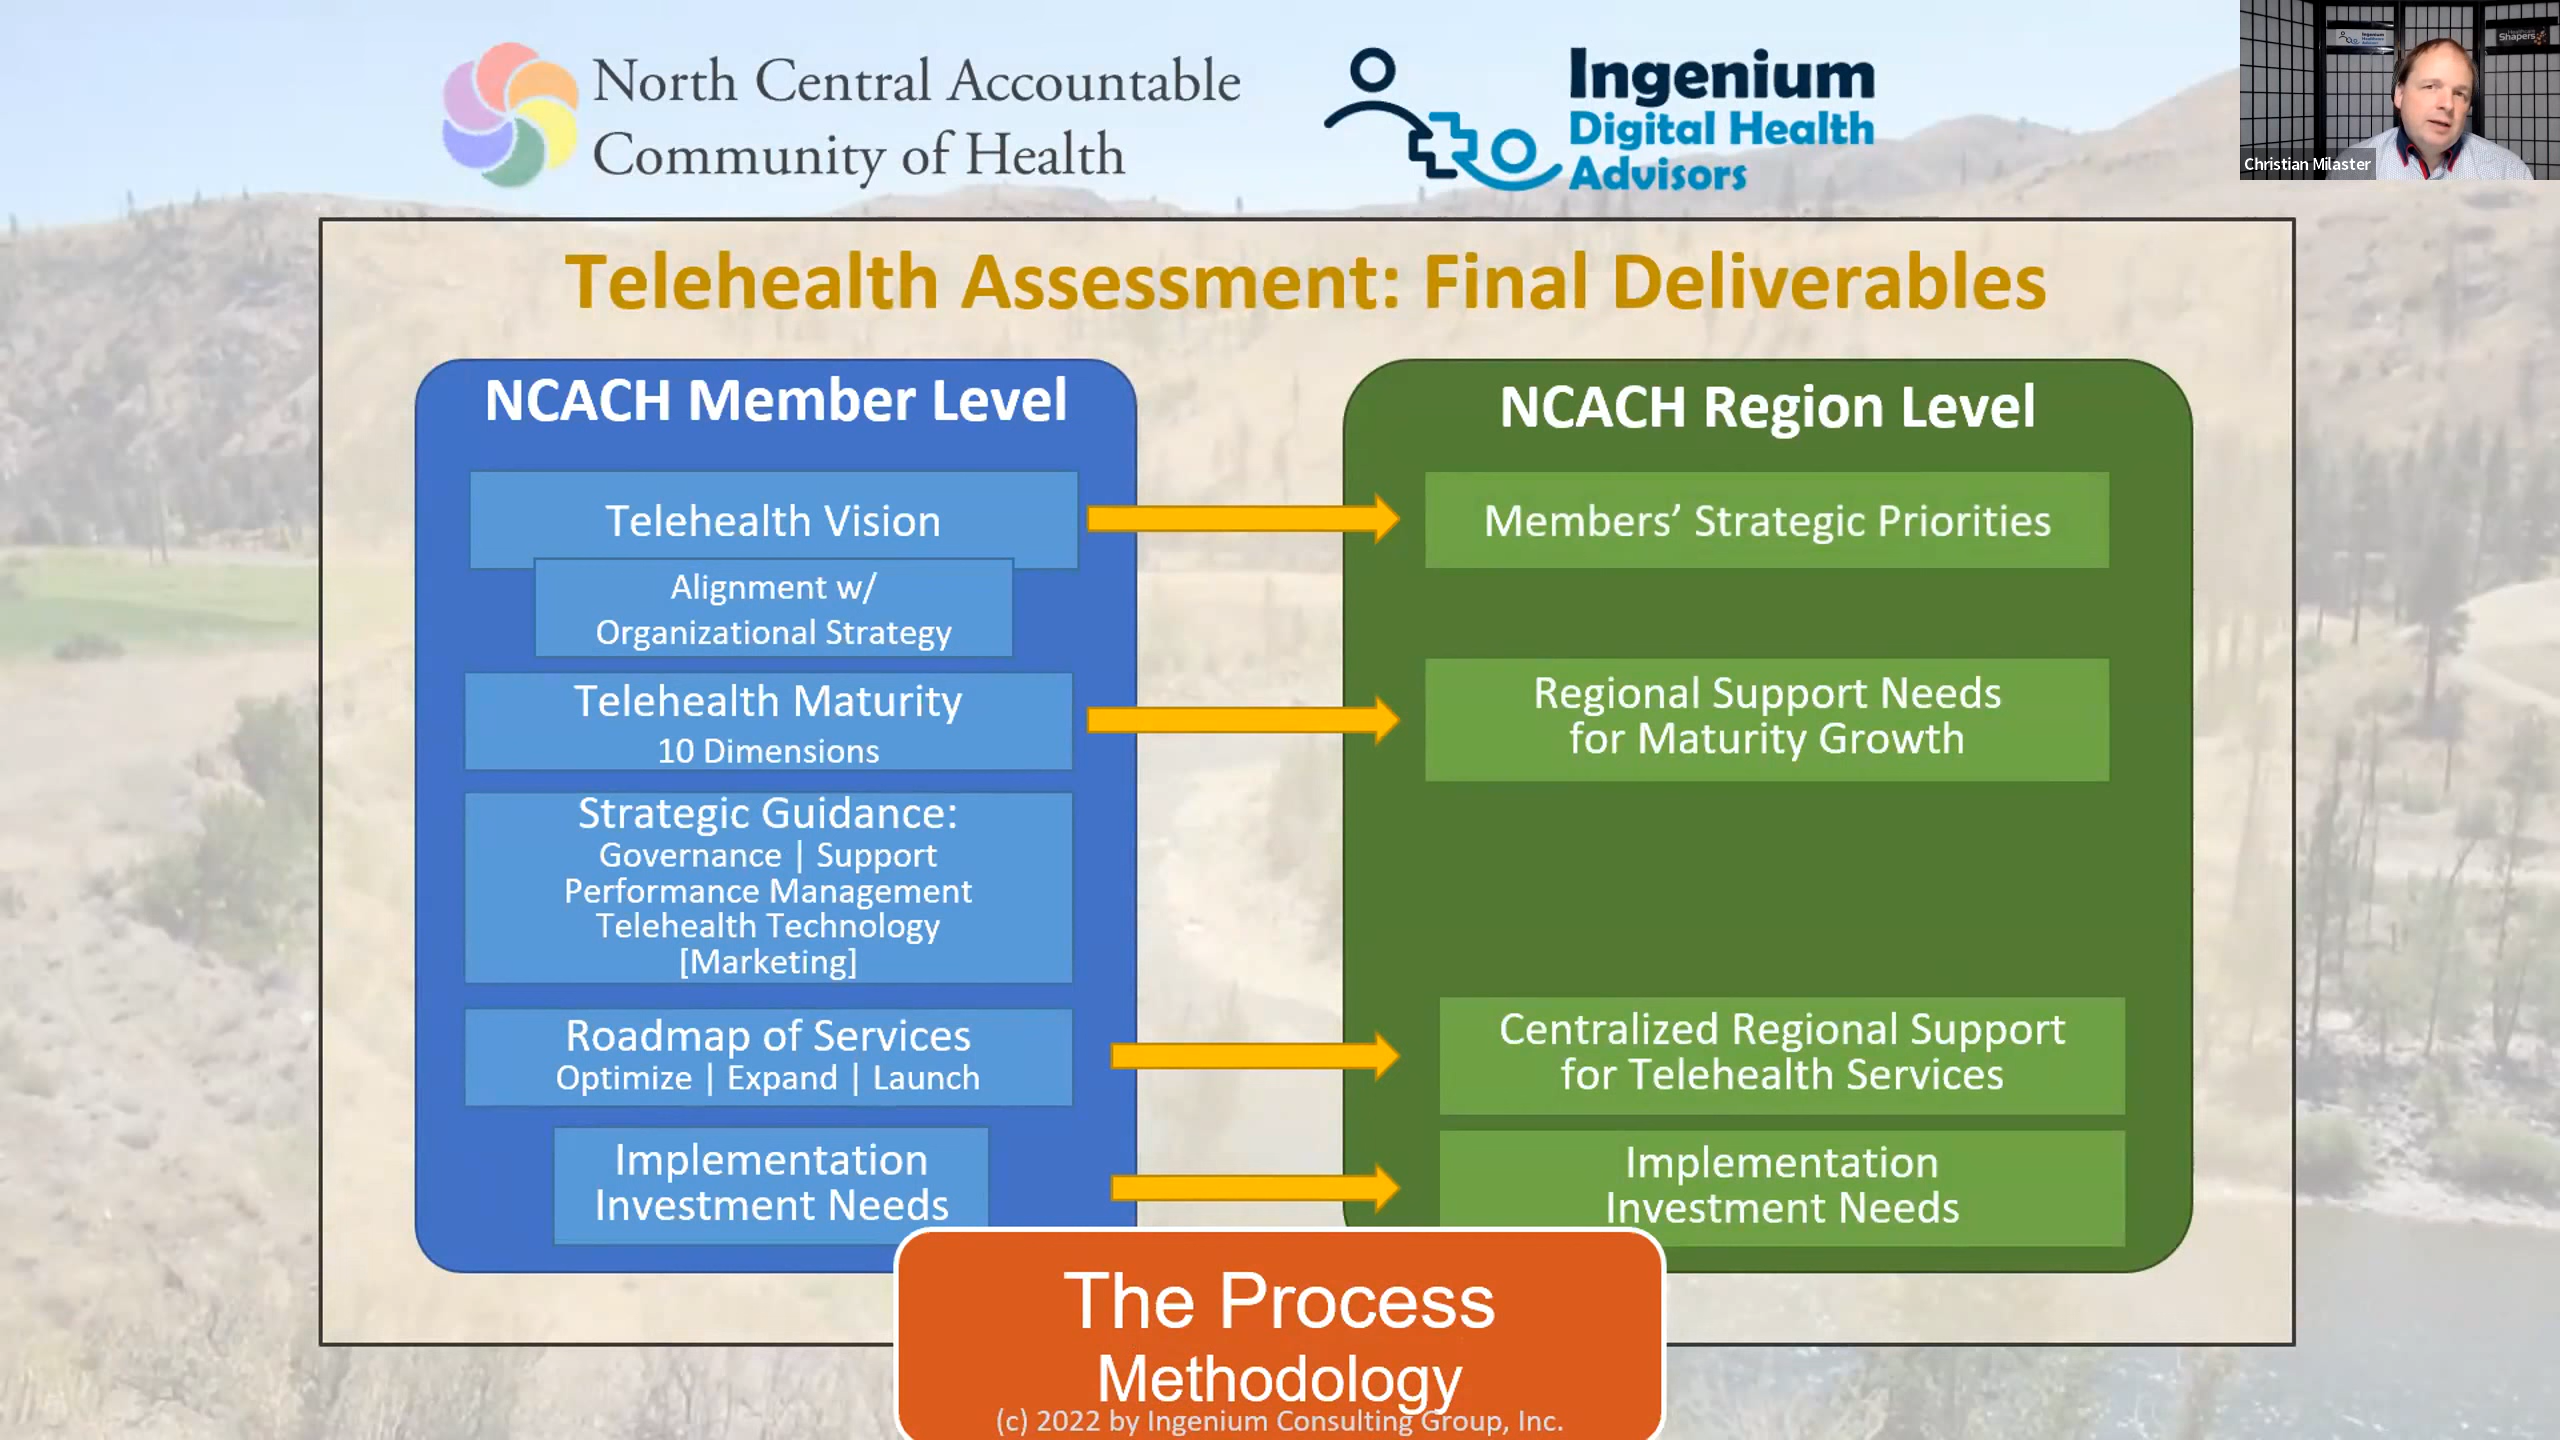 North Central Accountable
Community of Health
Ingenium
Digital Health
Advisors
Ingenium
Shapers
Christian Milaster
Telehealth Assessment: Final Deliverables
NCACH Member Level
Telehealth Vision
Alignment w/
Organizational Strategy
Telehealth Maturity
10 Dimensions
Strategic Guidance:
Governance | Support
Performance Management
Telehealth Technology
[Marketing]
Roadmap of Services
Optimize | Expand | Launch
Implementation
Investment Needs
NCACH Region Level
Members’ Strategic Priorities
Regional Support Needs
for Maturity Growth
Centralized Regional Support
for Telehealth Services
Implementation
Investment Needs
The Process
Methodology
(c) 2022 by Ingenium Consulting Group, Inc.